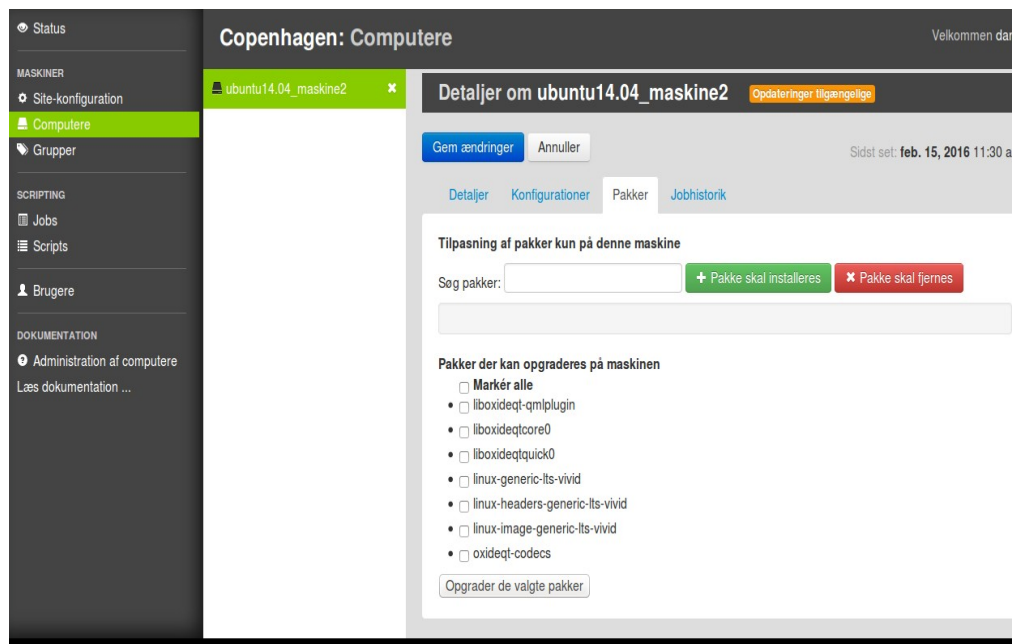 Status
MASKINER
Site-konfiguration
Computere
Grupper
SCRIPTING
Jobs
Scripts
Brugere
DOKUMENTATION
Administration af computere
Læs dokumentation ...
Copenhagen: Computere
Velkommen dan
ubuntu14.04_maskine2
Detaljer om ubuntu14.04_maskine2 Opdateringer tilgængelige
Gem ændringer Annuller
Sidst set: feb. 15, 2016 11:30 a
Detaljer Konfigurationer Pakker Jobhistorik
Tilpasning af pakker kun på denne maskine
Søg pakker: Pakke skal installeres Pakke skal fjernes
Pakker der kan opgraderes på maskinen
Markér alle
liboxideqt-qmlplugin
liboxideqtcore0
liboxideqtquick0
linux-generic-lts-vivid
linux-headers-generic-lts-vivid
linux-image-generic-lts-vivid
oxideqt-codecs
Opgrader de valgte pakker